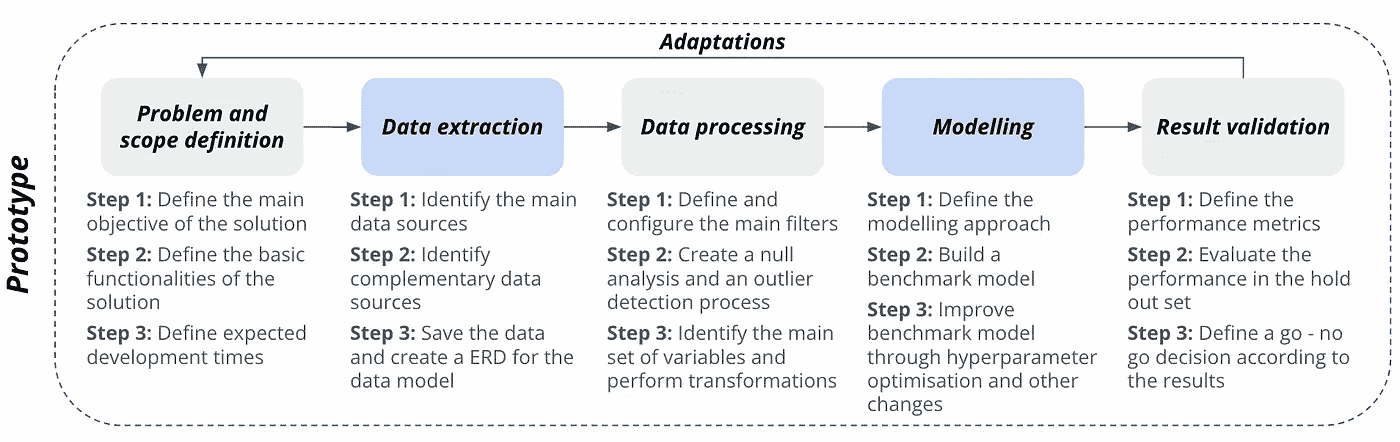 Prototype
Adaptations
Problem and
scope definition
Data extraction
Data processing
Modelling
Result validation
Step 1: Define the main
objective of the solution
Step 2: Define the basic
functionalities of the
solution
Step 3: Define expected
development times
Step 1: Identify the main
data sources
Step 2: Identify
complementary data
sources
Step 3: Save the data
and create a ERD for the
data model
Step 1: Define and
configure the main filters
Step 2: Create a null
analysis and an outlier
detection process
Step 3: Identify the main
set of variables and
perform transformations
Step 1: Define the
modelling approach
Step 2: Build a
benchmark model
Step 3: Improve
benchmark model
through hyperparameter
optimisation and other
changes
Step 1: Define the
performance metrics
Step 2: Evaluate the
performance in the hold
out set
Step 3: Define a go - no
go decision according to
the results